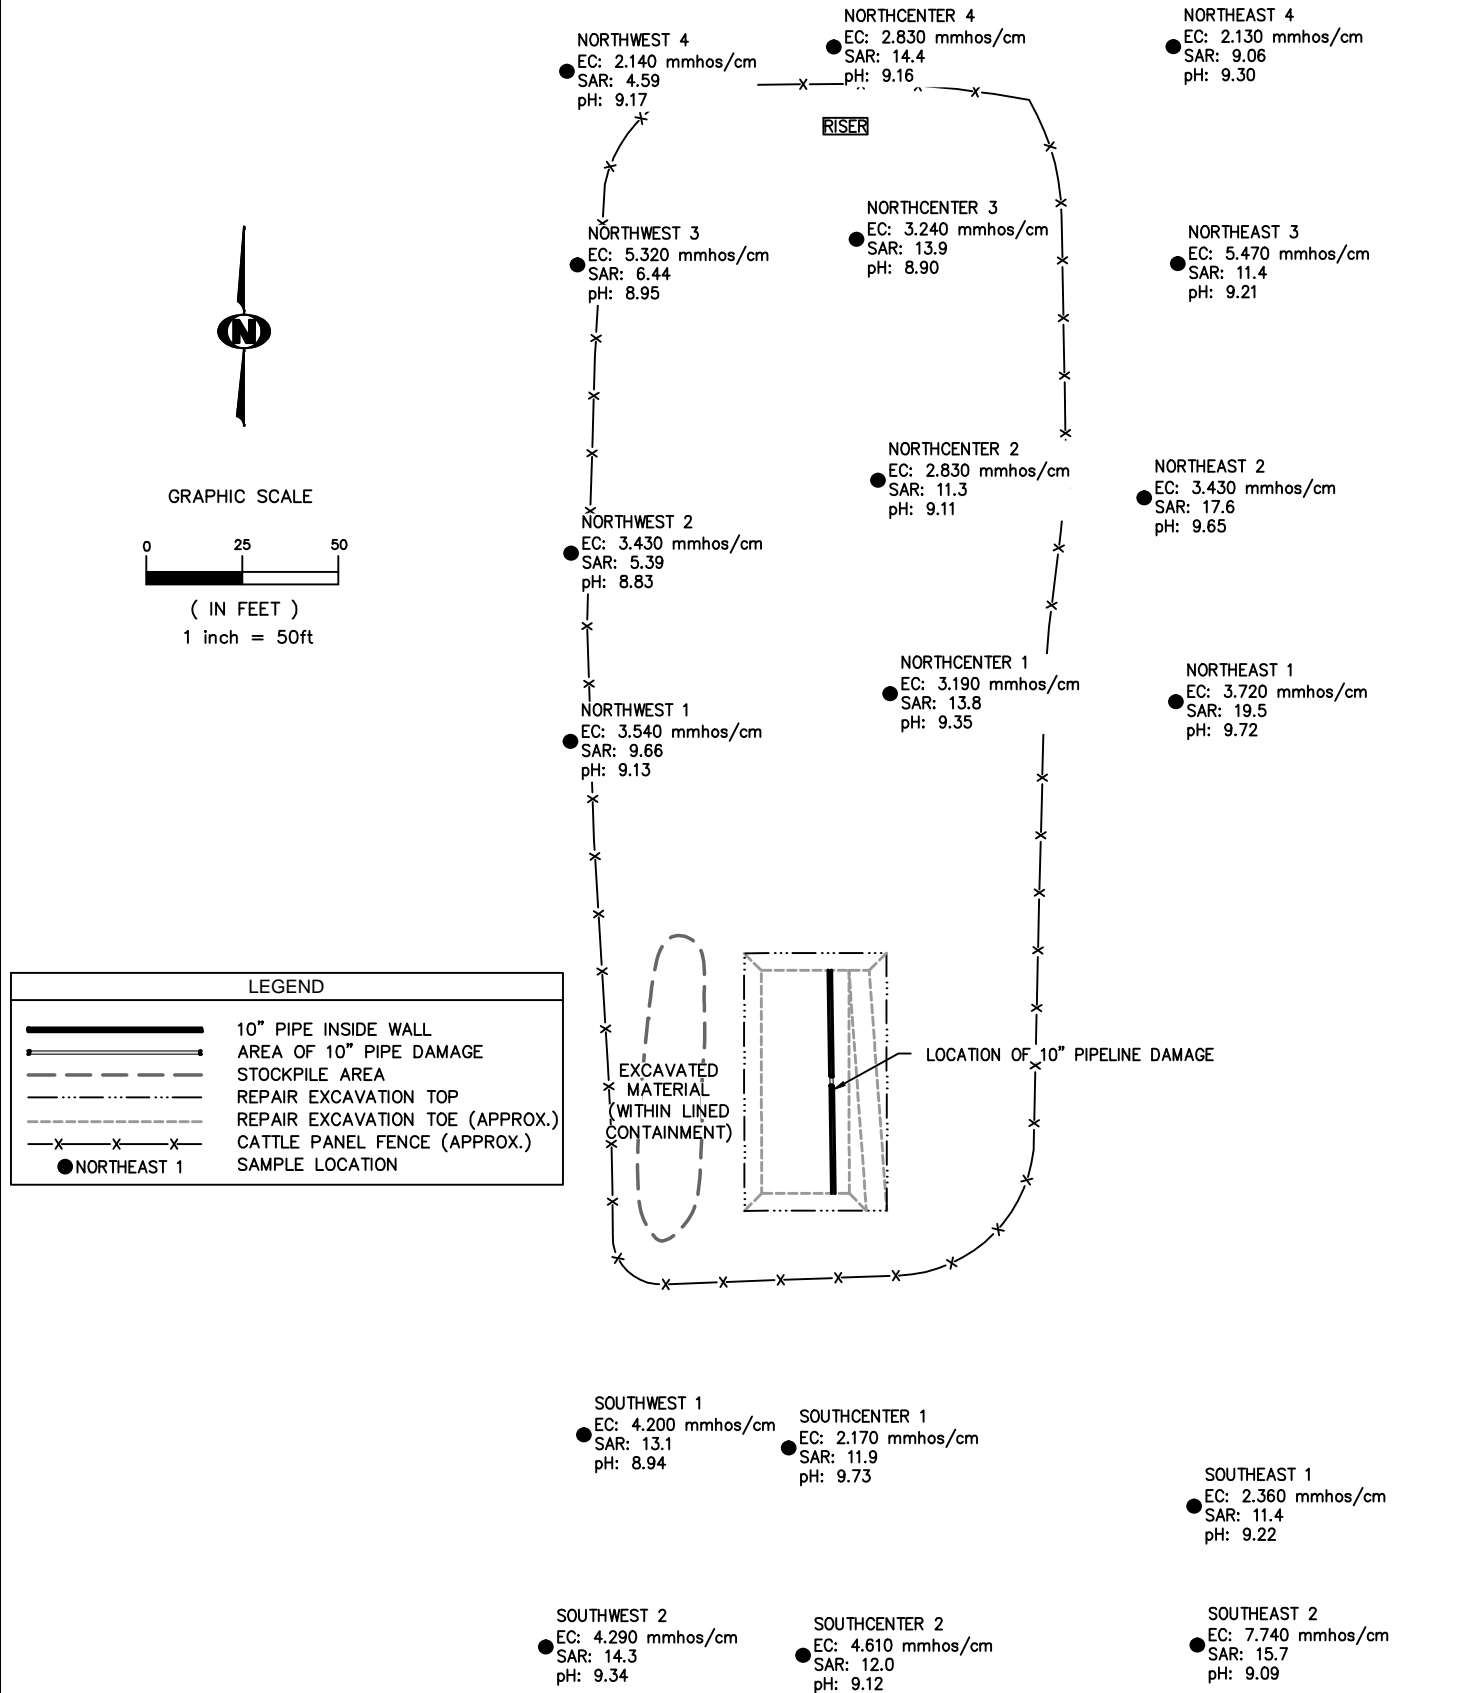 NORTHCENTER 4
EC: 2.830 mmhos/cm
SAR: 14.4
pH: 9.16
NORTHEAST 4
EC: 2.130 mmhos/cm
SAR: 9.06
pH: 9.30
NORTHWEST 4
EC: 2.140 mmhos/cm
SAR: 4.59
pH: 9.17
RISER
NORTHCENTER 3
EC: 3.240 mmhos/cm
SAR: 13.9
pH: 8.90
NORTHWEST 3
EC: 5.320 mmhos/cm
SAR: 6.44
pH: 8.95
NORTHEAST 3
EC: 5.470 mmhos/cm
SAR: 11.4
pH: 9.21
N
GRAPHIC SCALE
0 25 50
( IN FEET )
1 inch = 50ft
NORTHCENTER 2
EC: 2.830 mmhos/cm
SAR: 11.3
pH: 9.11
NORTHEAST 2
EC: 3.430 mmhos/cm
SAR: 17.6
pH: 9.65
NORTHWEST 2
EC: 3.430 mmhos/cm
SAR: 5.39
pH: 8.83
NORTHCENTER 1
EC: 3.190 mmhos/cm
SAR: 13.8
pH: 9.35
NORTHEAST 1
EC: 3.720 mmhos/cm
SAR: 19.5
pH: 9.72
NORTHWEST 1
EC: 3.540 mmhos/cm
SAR: 9.66
pH: 9.13
LEGEND
10" PIPE INSIDE WALL
AREA OF 10" PIPE DAMAGE
STOCKPILE AREA
REPAIR EXCAVATION TOP
REPAIR EXCAVATION TOE (APPROX.)
CATTLE PANEL FENCE (APPROX.)
NORTHEAST 1 SAMPLE LOCATION
EXCAVATED
MATERIAL
(WITHIN LINED
CONTAINMENT)
LOCATION OF 10" PIPELINE DAMAGE
SOUTHWEST 1
EC: 4.200 mmhos/cm
SAR: 13.1
pH: 8.94
SOUTHCENTER 1
EC: 2.170 mmhos/cm
SAR: 11.9
pH: 9.73
SOUTHEAST 1
EC: 2.360 mmhos/cm
SAR: 11.4
pH: 9.22
SOUTHWEST 2
EC: 4.290 mmhos/cm
SAR: 14.3
pH: 9.34
SOUTHCENTER 2
EC: 4.610 mmhos/cm
SAR: 12.0
pH: 9.12
SOUTHEAST 2
EC: 7.740 mmhos/cm
SAR: 15.7
pH: 9.09